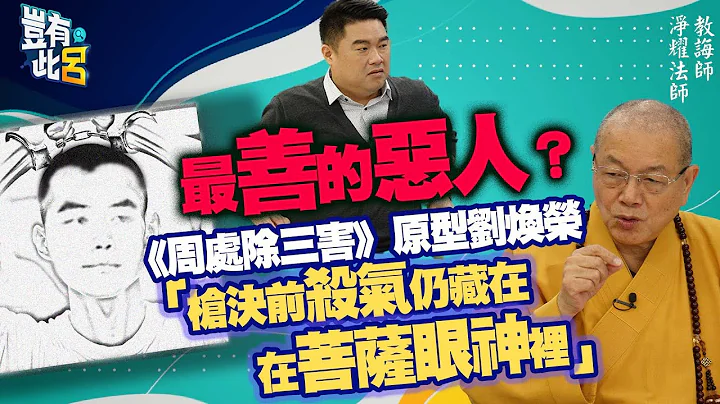 豈有此呂
教誨師
淨耀法師
最善的惡人？
《周處除三害》原型劉煥榮
「槍決前殺氣仍藏在
在菩薩眼神裡」